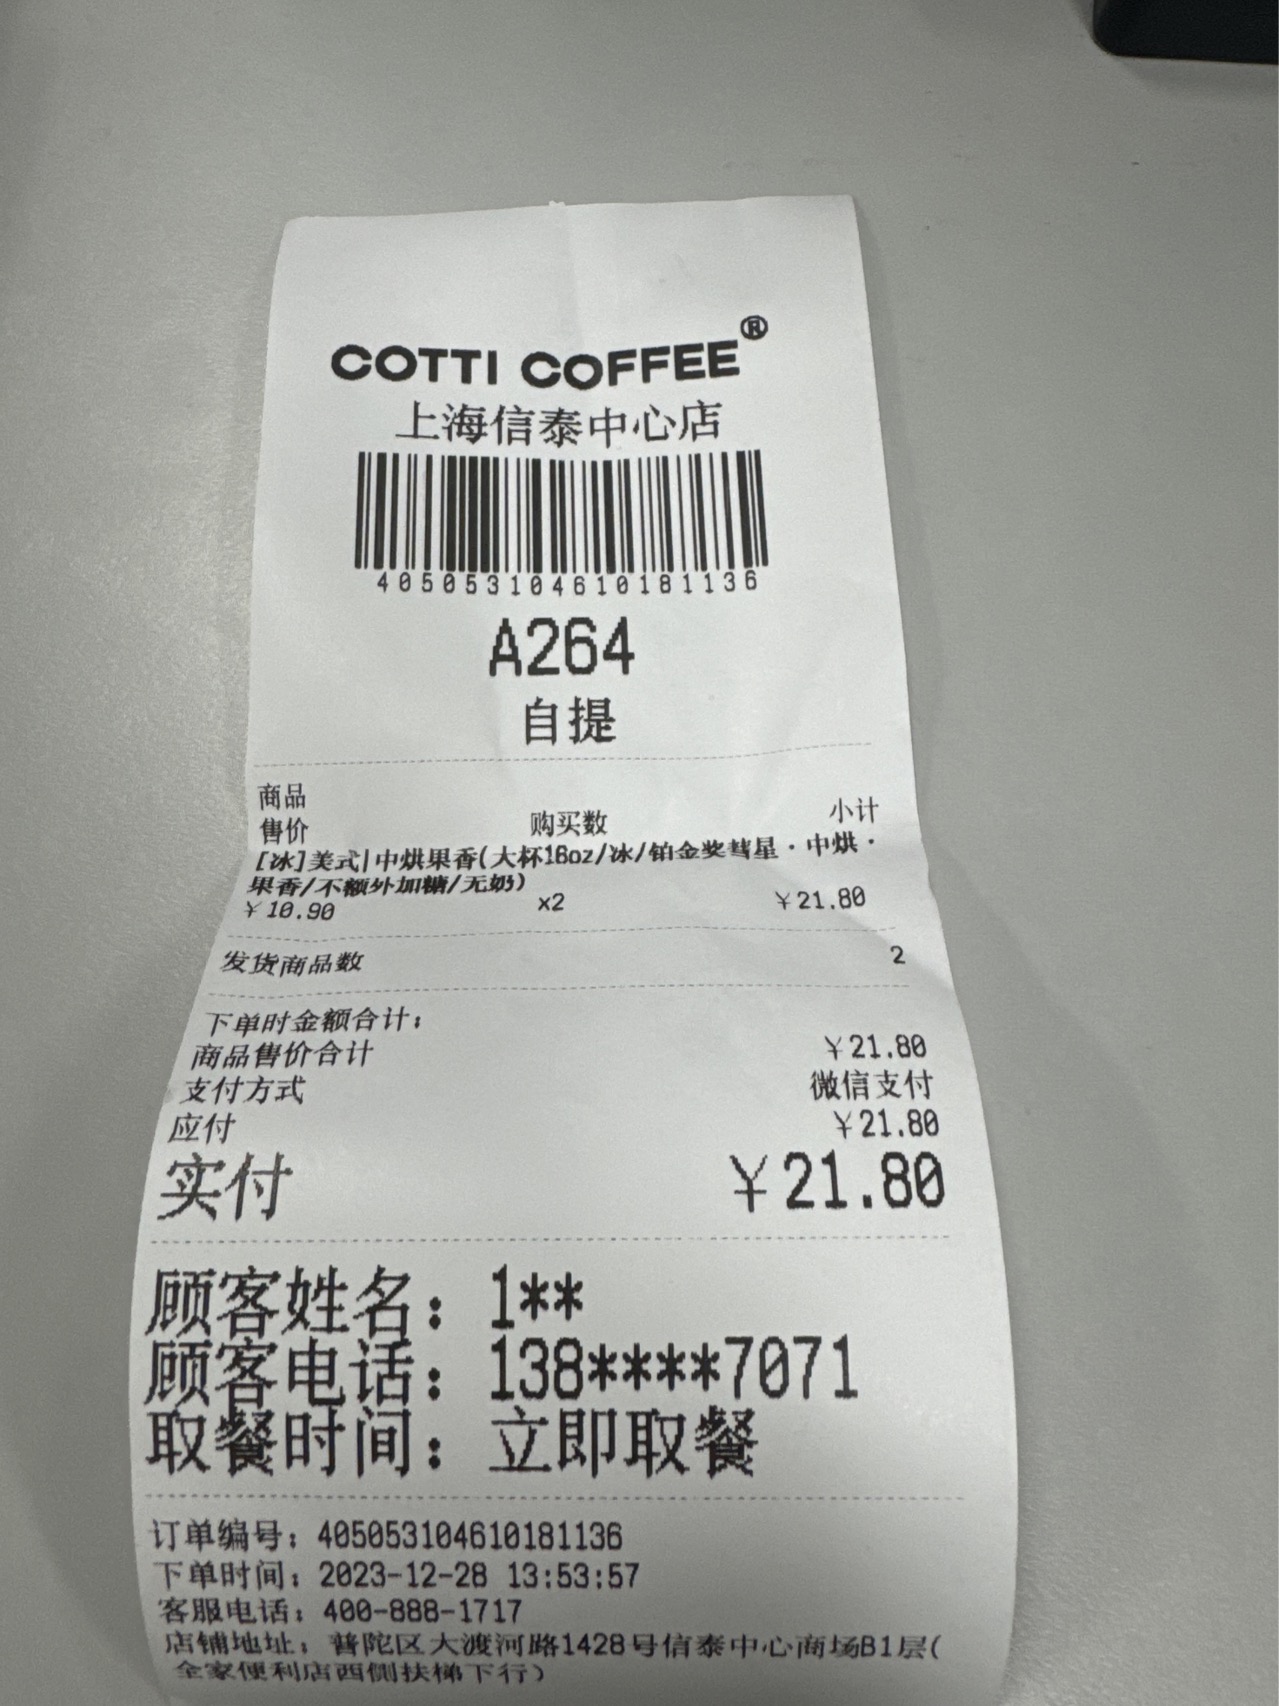 COTTI COFFEE®
上海信泰中心店
405053104610181136
A264
自提
商品
售价 购买数 小计
[冰]美式|中烘果香(大杯16oz/冰/铂金奖彗星·中烘·
果香/不额外加糖/无奶)
￥10.90 x2 ￥21.80
发货商品数 2
下单时金额合计：
商品售价合计 ￥21.80
支付方式 微信支付
应付 ￥21.80
实付 ￥21.80
顾客姓名：1**
顾客电话：138****7071
取餐时间：立即取餐
订单编号：405053104610181136
下单时间：2023-12-28 13:53:57
客服电话：400-888-1717
店铺地址：普陀区大渡河路1428号信泰中心商场B1层(
全家便利店西侧扶梯下行)